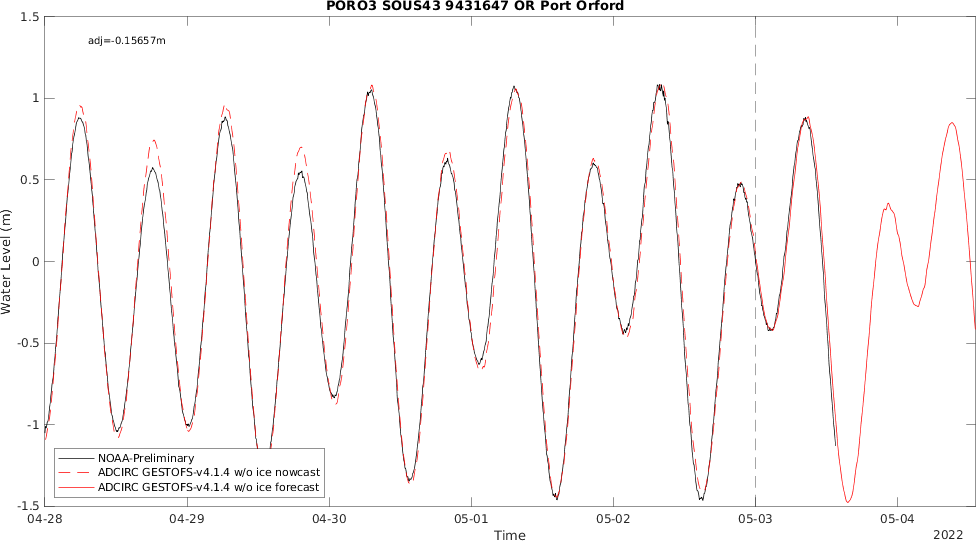 PORO3 SOUS43 9431647 OR Port Orford
adj=-0.15657m
1.5
1
0.5
0
-0.5
-1
-1.5
Water Level (m)
NOAA-Preliminary
ADCIRC GESTOFS-v4.1.4 w/o ice nowcast
ADCIRC GESTOFS-v4.1.4 w/o ice forecast
04-28 04-29 04-30 05-01 05-02 05-03 05-04
Time
2022